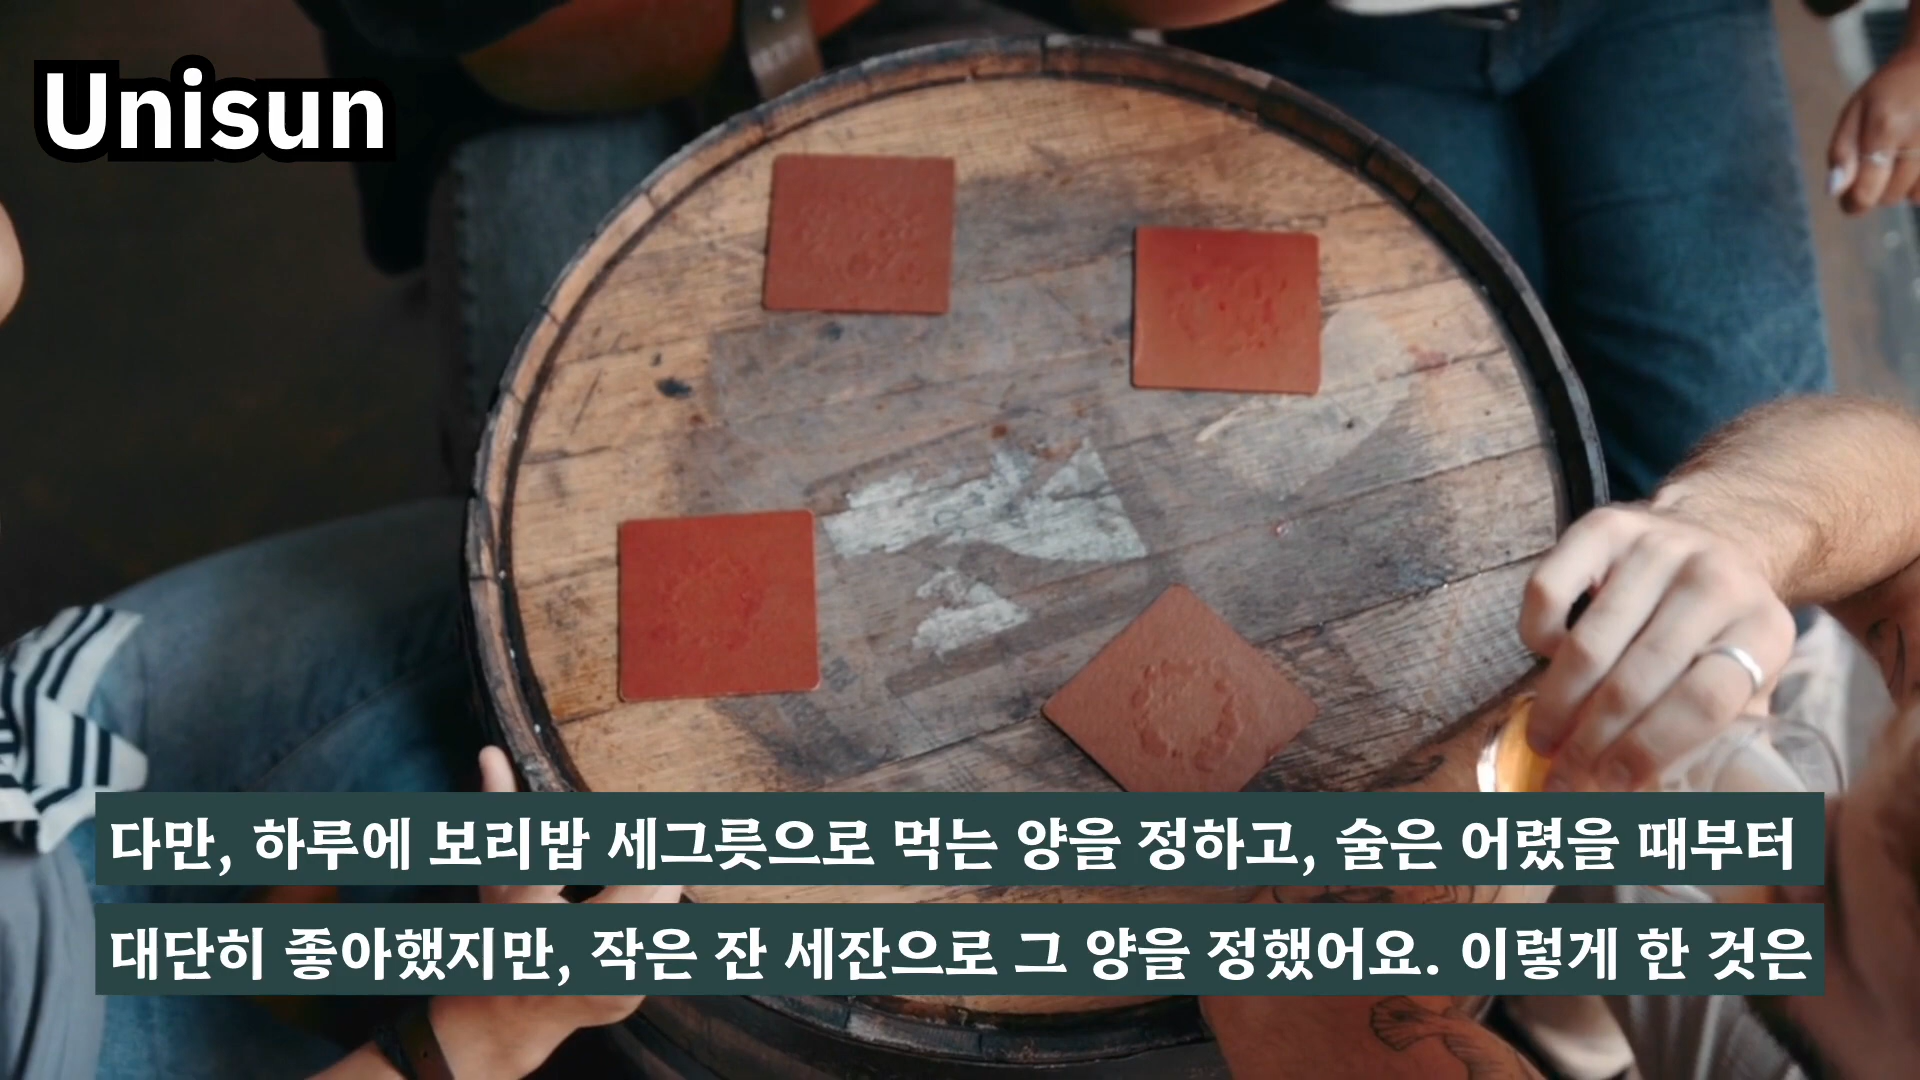 Unisun
다만, 하루에 보리밥 세그릇으로 먹는 양을 정하고, 술은 어렸을 때부터
대단히 좋아했지만, 작은 잔 세잔으로 그 양을 정했어요. 이렇게 한 것은